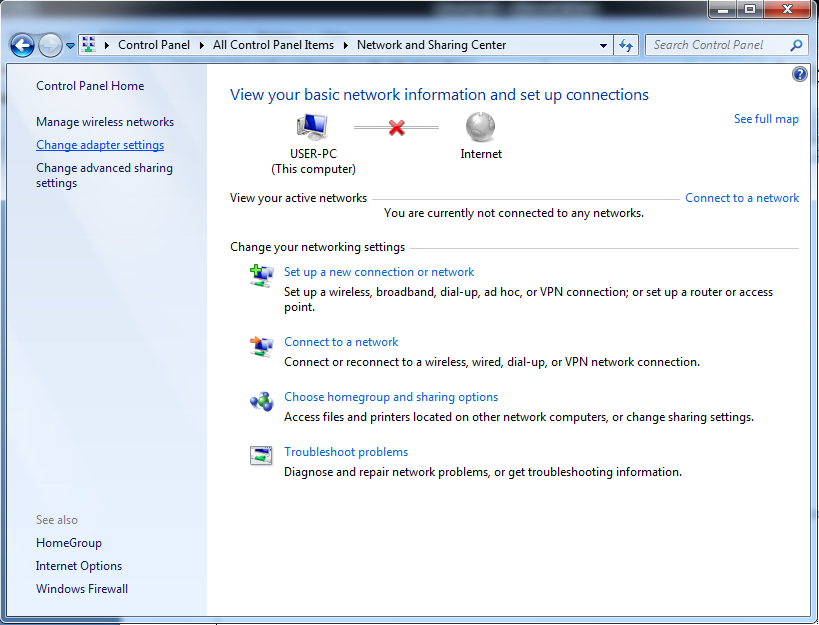 Control Panel ▸ All Control Panel Items ▸ Network and Sharing Center
Search Control Panel
Control Panel Home
Manage wireless networks
Change adapter settings
Change advanced sharing
settings
See also
HomeGroup
Internet Options
Windows Firewall
View your basic network information and set up connections
See full map
USER-PC
(This computer)
Internet
View your active networks
Connect to a network
You are currently not connected to any networks.
Change your networking settings
Set up a new connection or network
Set up a wireless, broadband, dial-up, ad hoc, or VPN connection; or set up a router or access
point.
Connect to a network
Connect or reconnect to a wireless, wired, dial-up, or VPN network connection.
Choose homegroup and sharing options
Access files and printers located on other network computers, or change sharing settings.
Troubleshoot problems
Diagnose and repair network problems, or get troubleshooting information.